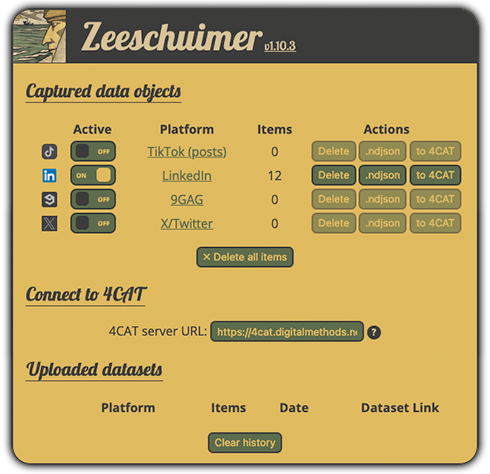 Zeeschuimer v1.10.3
Captured data objects
Active Platform Items Actions
OFF TikTok (posts) 0 Delete .ndjson to 4CAT
ON LinkedIn 12 Delete .ndjson to 4CAT
OFF 9GAG 0 Delete .ndjson to 4CAT
OFF X/Twitter 0 Delete .ndjson to 4CAT
× Delete all items
Connect to 4CAT
4CAT server URL: https://4cat.digitalmethods.n ?
Uploaded datasets
Platform Items Date Dataset Link
Clear history